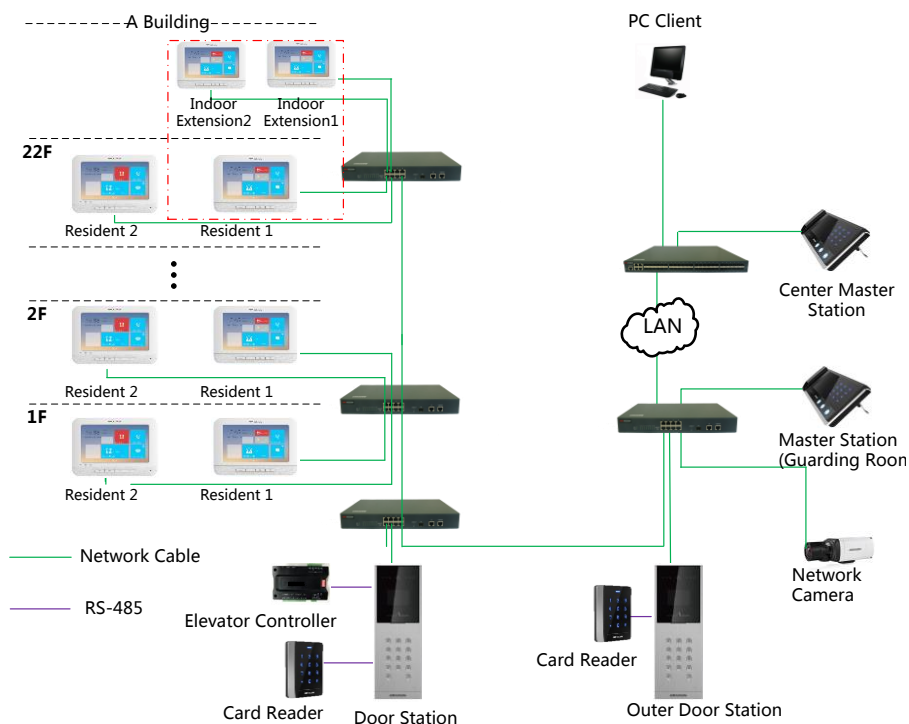 A Building
PC Client
Indoor
Extension2
Indoor
Extension1
22F
Resident 2
Resident 1
Center Master
Station
LAN
2F
Resident 2
Resident 1
1F
Master Station
(Guarding Room
Resident 2
Resident 1
Network Cable
RS-485
Elevator Controller
Card Reader
Door Station
Card Reader
Outer Door Station
Network
Camera